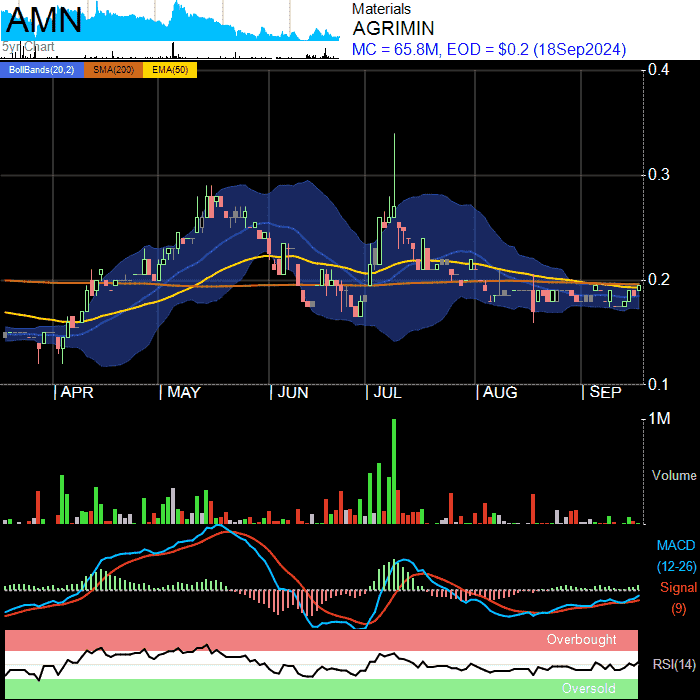 AMN
5yr Chart
Materials
AGRIMIN
MC = 65.8M, EOD = $0.2 (18Sep2024)
BollBands(20,2) SMA(200) EMA(50)
0.4
0.3
0.2
0.1
APR MAY JUN JUL AUG SEP
1M
Volume
MACD
(12-26)
Signal
(9)
Overbought
RSI(14)
Oversold